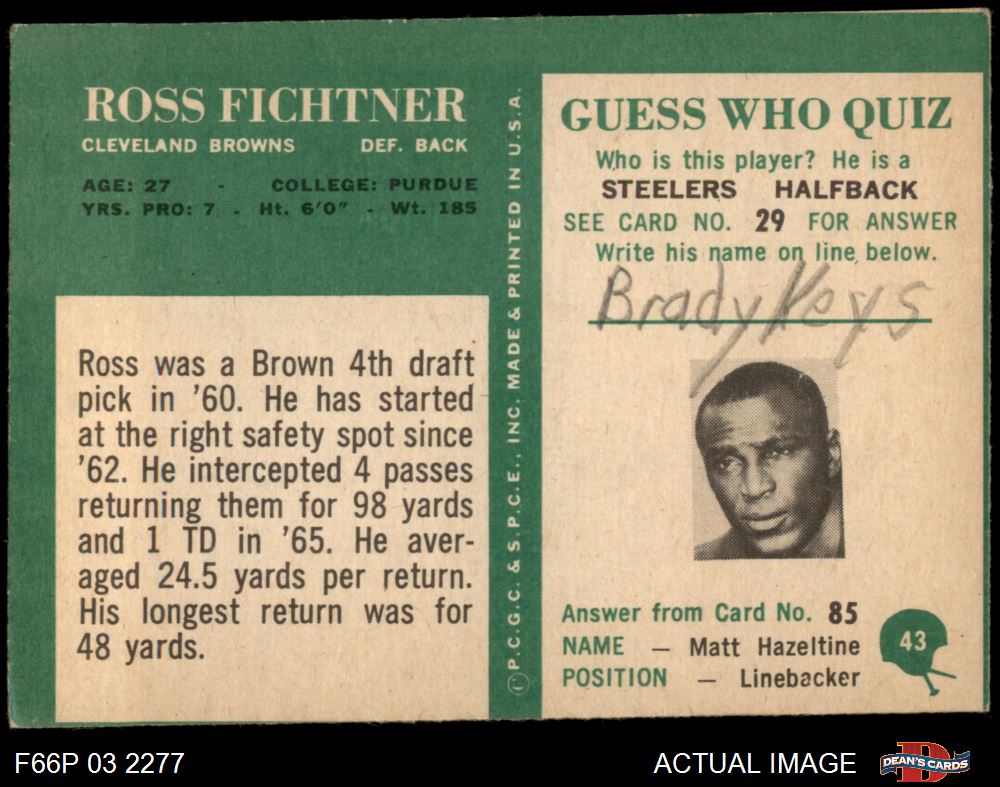 ROSS FICHTNER
CLEVELAND BROWNS DEF. BACK
AGE: 27 - COLLEGE: PURDUE
YRS. PRO: 7 - Ht. 6'0" - Wt. 185
Ross was a Brown 4th draft
pick in '60. He has started
at the right safety spot since
'62. He intercepted 4 passes
returning them for 98 yards
and 1 TD in '65. He aver-
aged 24.5 yards per return.
His longest return was for
48 yards.
Ⓒ P.C.G.C. & S.P.C.E., INC. MADE & PRINTED IN U.S.A.
GUESS WHO QUIZ
Who is this player? He is a
STEELERS HALFBACK
SEE CARD NO. 29 FOR ANSWER
Write his name on line below.
Brady Keys
Answer from Card No. 85
NAME — Matt Hazeltine
POSITION — Linebacker
43
F66P 03 2277
ACTUAL IMAGE
D
DEAN'S CARDS